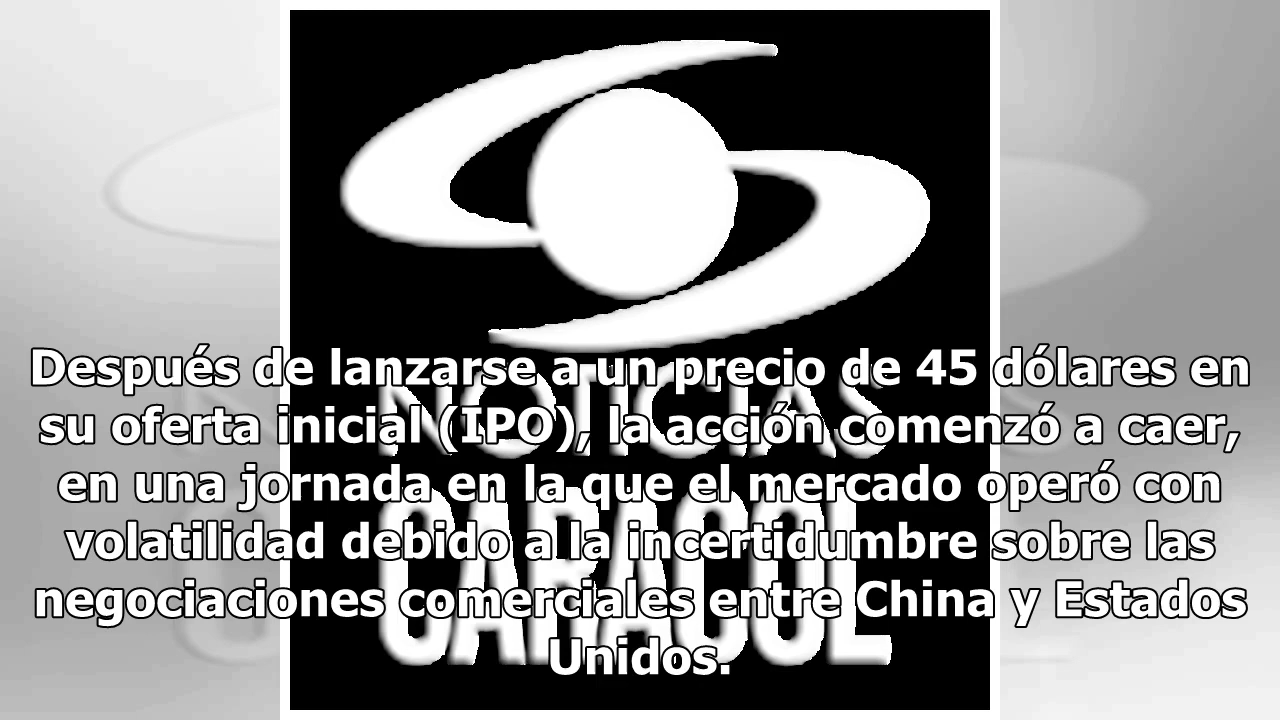 Después de lanzarse a un precio de 45 dólares en
su oferta inicial (IPO), la acción comenzó a caer,
en una jornada en la que el mercado operó con
volatilidad debido a la incertidumbre sobre las
negociaciones comerciales entre China y Estados
Unidos.
NOTICIAS
CARACOL